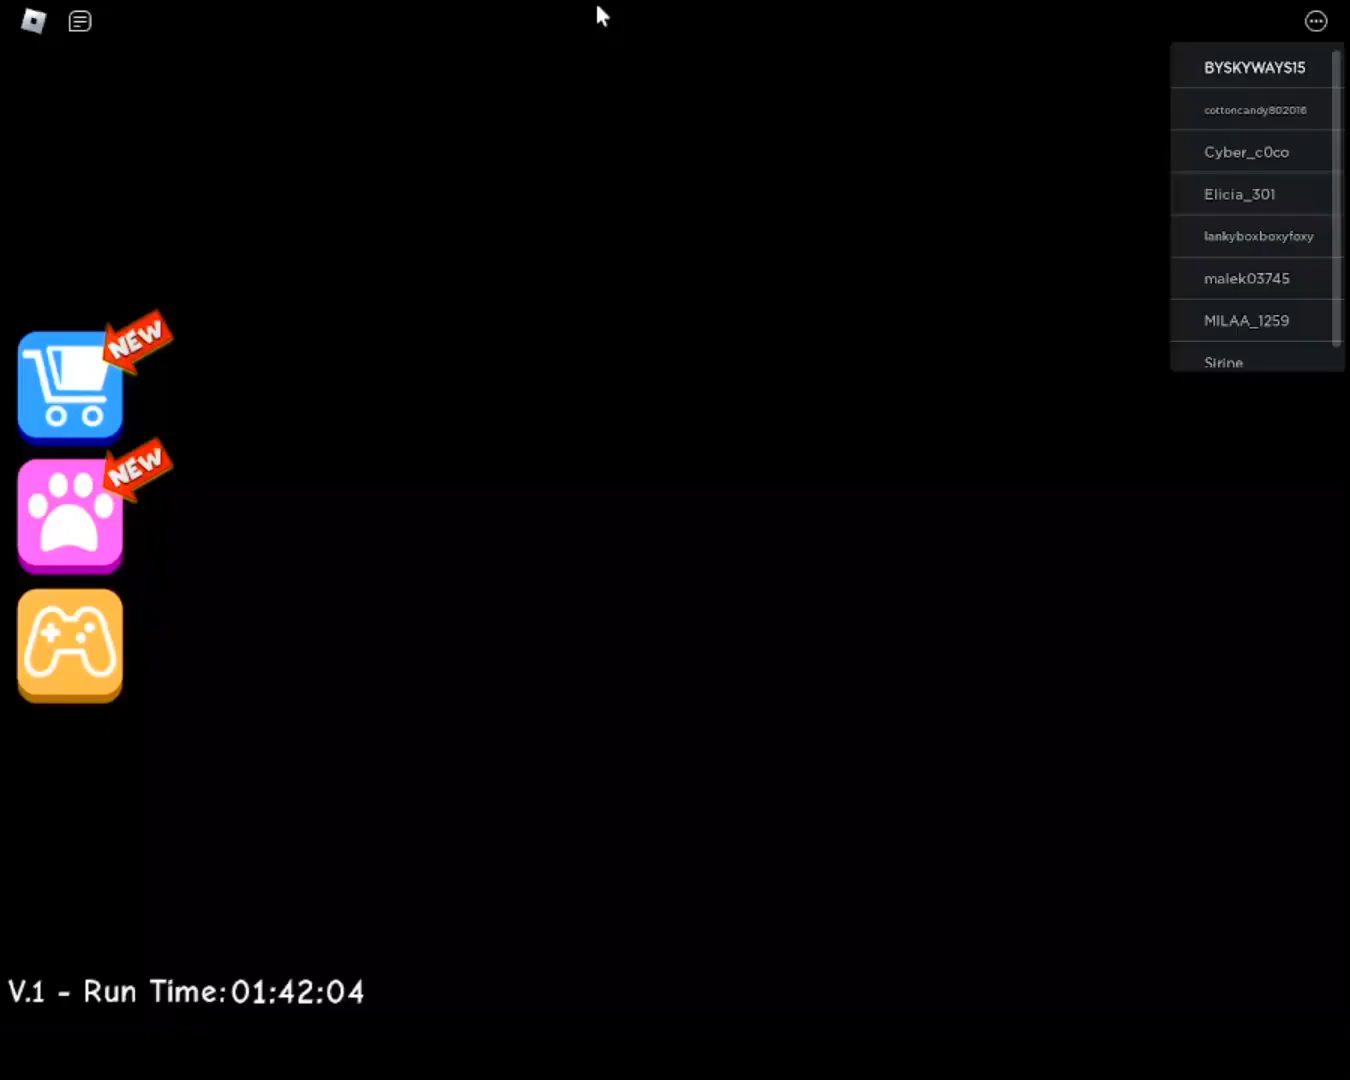 BYSKYWAYS15
cottoncandy802016
Cyber_c0co
Elicia_301
lankyboxboxyfoxy
malek03745
MILAA_1259
Sirine
NEW
NEW
V.1 - Run Time:01:42:04